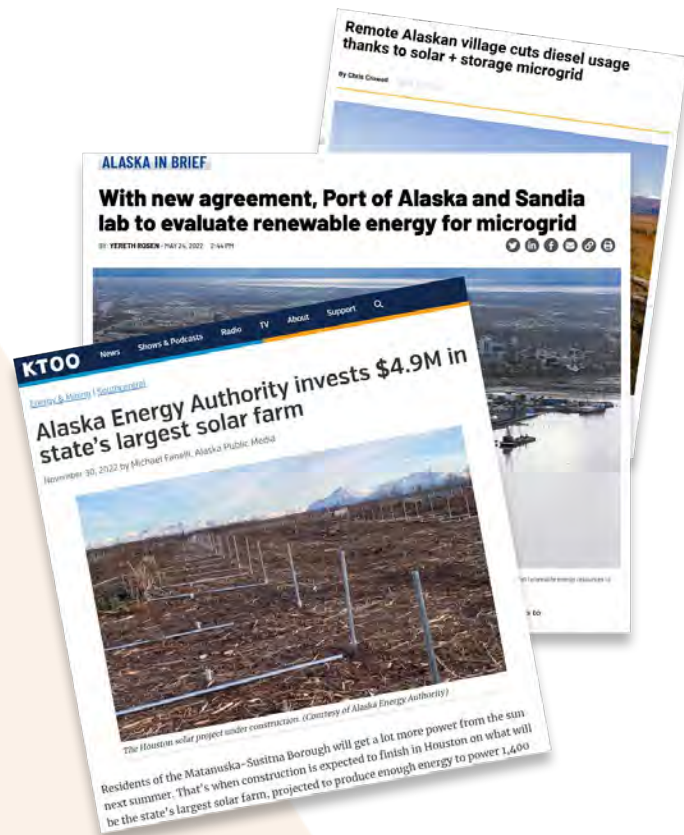 Remote Alaskan village cuts diesel usage
thanks to solar + storage microgrid
By Chris Crowell
ALASKA IN BRIEF
With new agreement, Port of Alaska and Sandia
lab to evaluate renewable energy for microgrid
BY: YERETH ROSEN - MAY 24, 2022 2:44 PM
KTOO News Shows & Podcasts Radio TV About Support
Energy & Mining | Southcentral
Alaska Energy Authority invests $4.9M in
state's largest solar farm
November 30, 2022 by Michael Fanelli, Alaska Public Media
The Houston solar project under construction. (Courtesy of Alaska Energy Authority)
Residents of the Matanuska-Susitna Borough will get a lot more power from the sun
next summer. That's when construction is expected to finish in Houston on what will
be the state's largest solar farm, projected to produce enough energy to power 1,400
renewable energy resources
to